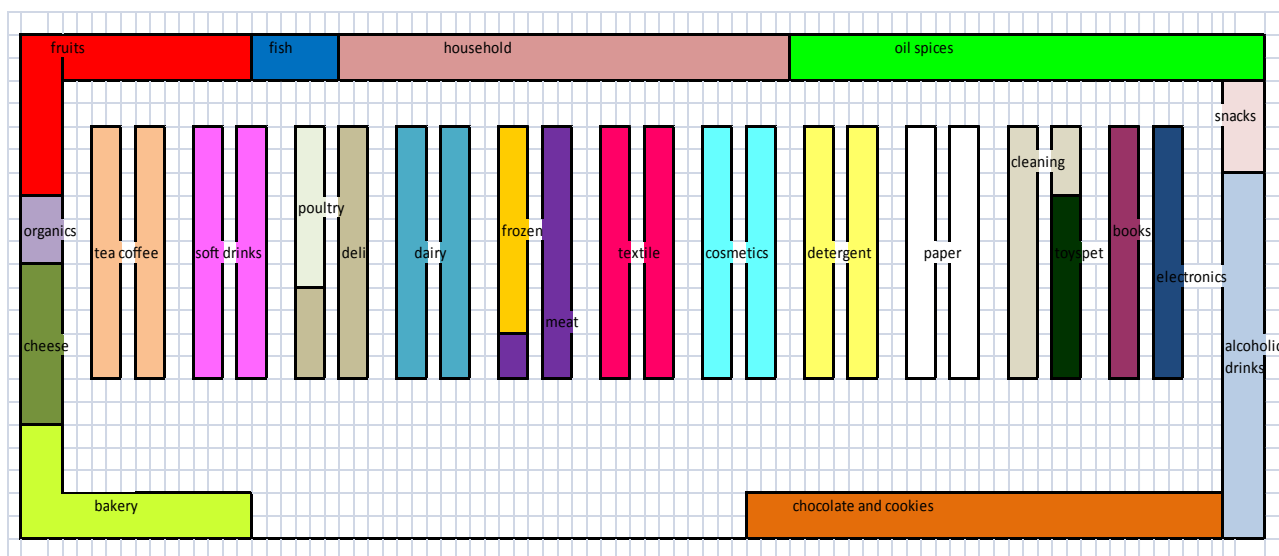 fruits
fish
household
oil spices
snacks
cleaning
poultry
organics
frozen
books
tea coffee
soft drinks
deli
dairy
textile
cosmetics
detergent
paper
toyspet
electronics
meat
cheese
alcoholic
drinks
bakery
chocolate and cookies